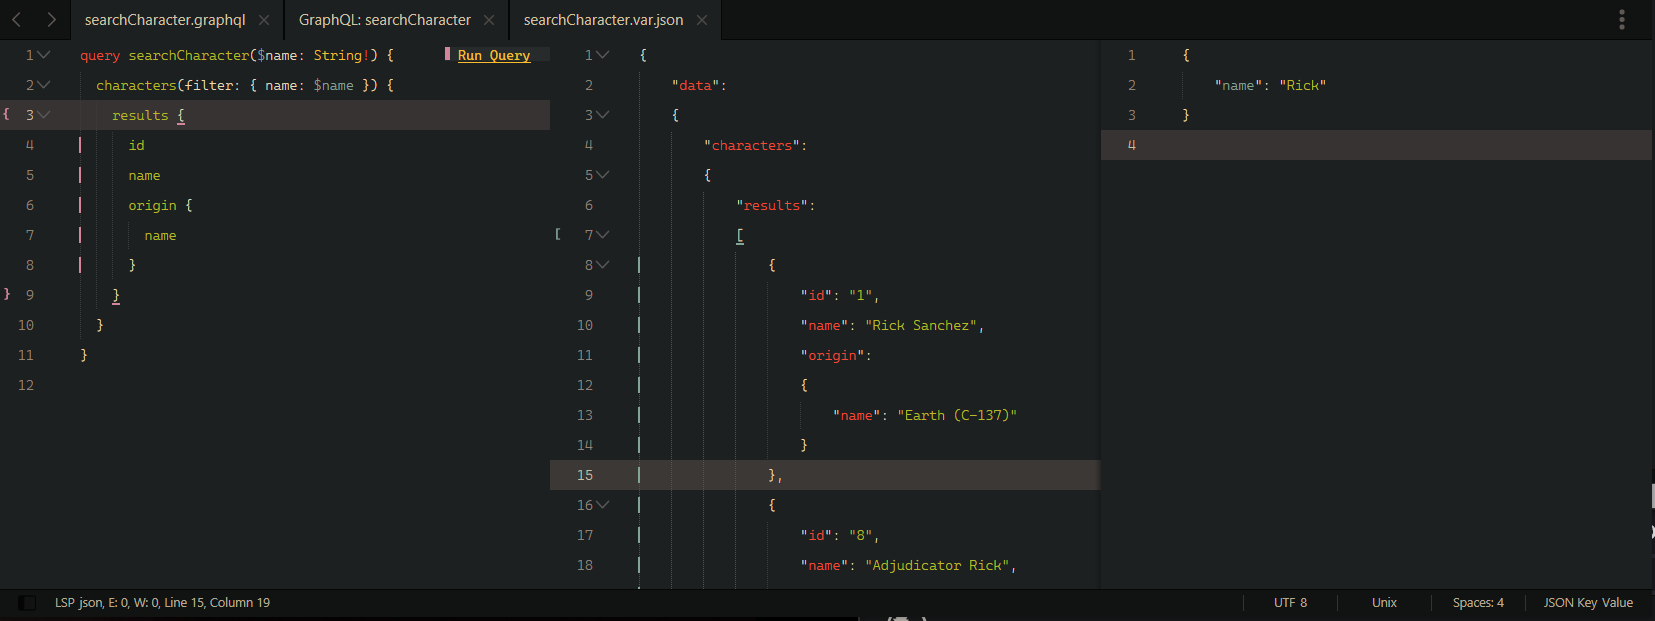 searchCharacter.graphql
GraphQL: searchCharacter
searchCharacter.var.json
1 query searchCharacter($name: String!) { Run Query
2 characters(filter: { name: $name }) {
{ 3 results {
4 id
5 name
6 origin {
7 name
8 }
} 9 }
10 }
11 }
12
1 {
2 "data":
3 {
4 "characters":
5 {
6 "results":
[ 7 [
8 {
9 "id": "1",
10 "name": "Rick Sanchez",
11 "origin":
12 {
13 "name": "Earth (C-137)"
14 }
15 },
16 {
17 "id": "8",
18 "name": "Adjudicator Rick",
1 {
2 "name": "Rick"
3 }
4
LSP json, E: 0, W: 0, Line 15, Column 19
UTF 8
Unix
Spaces: 4
JSON Key Value